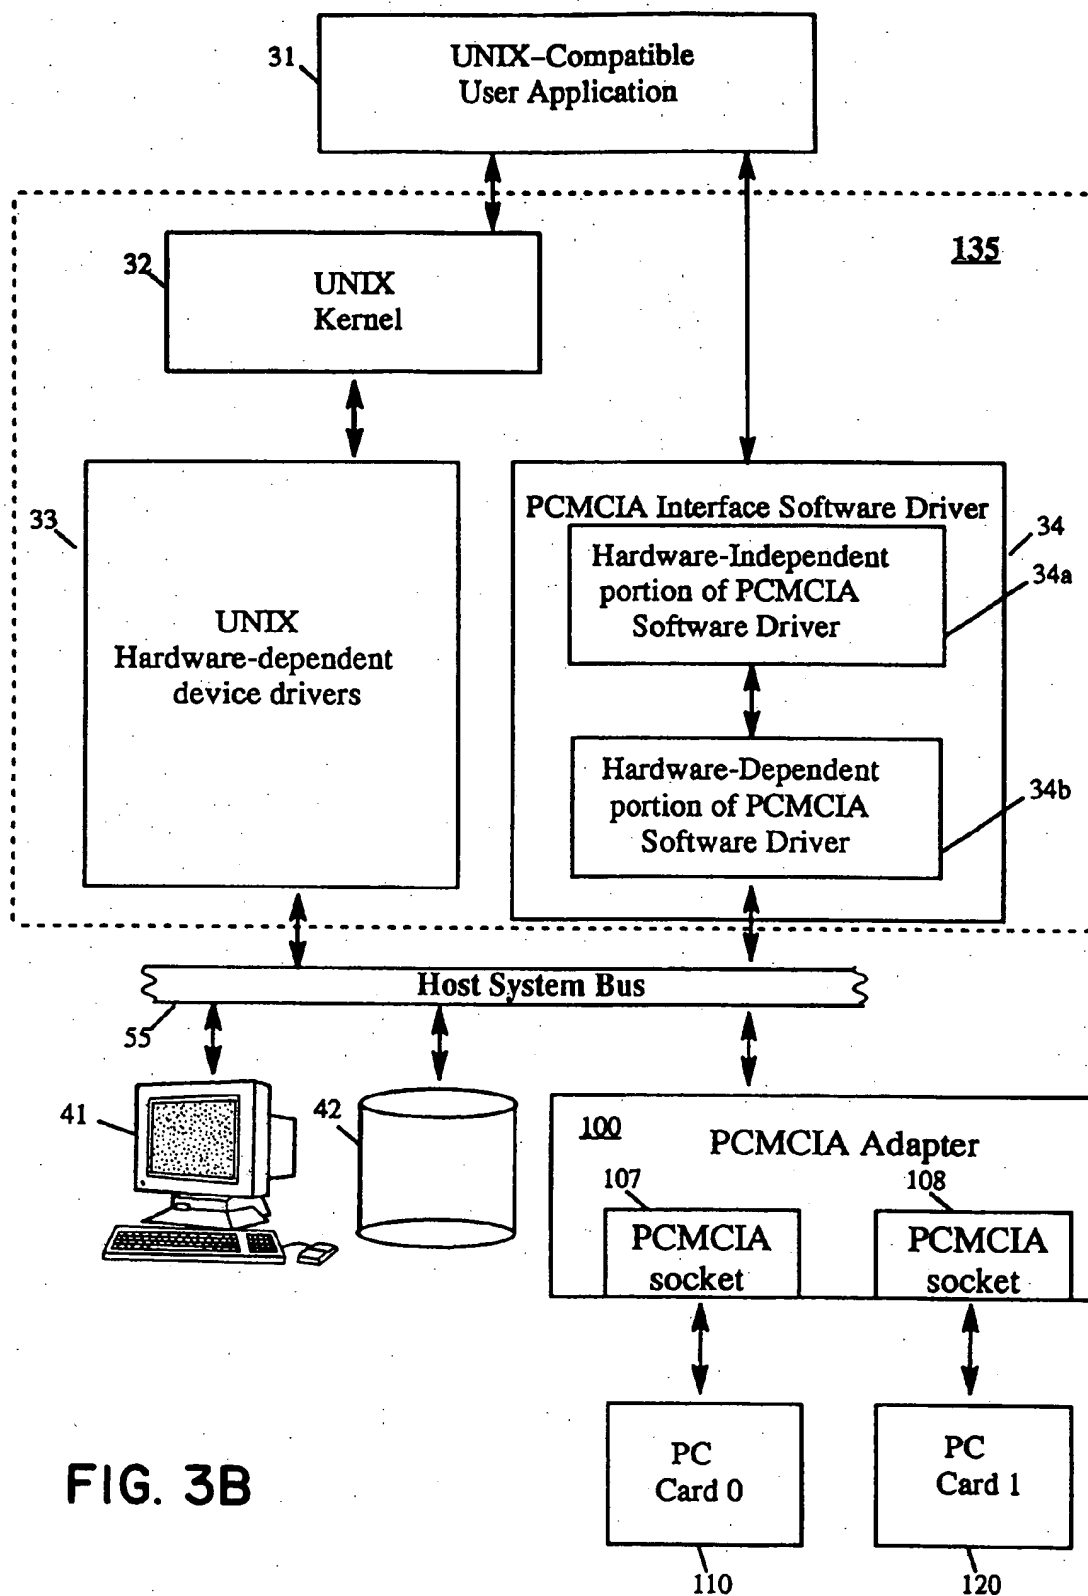 31
UNIX-Compatible
User Application
135
32
UNIX
Kernel
33
UNIX
Hardware-dependent
device drivers
PCMCIA Interface Software Driver
34
Hardware-Independent
portion of PCMCIA
Software Driver
34a
Hardware-Dependent
portion of PCMCIA
Software Driver
34b
Host System Bus
55
41
42
100
PCMCIA Adapter
107
PCMCIA
socket
108
PCMCIA
socket
PC
Card 0
110
PC
Card 1
120
FIG. 3B